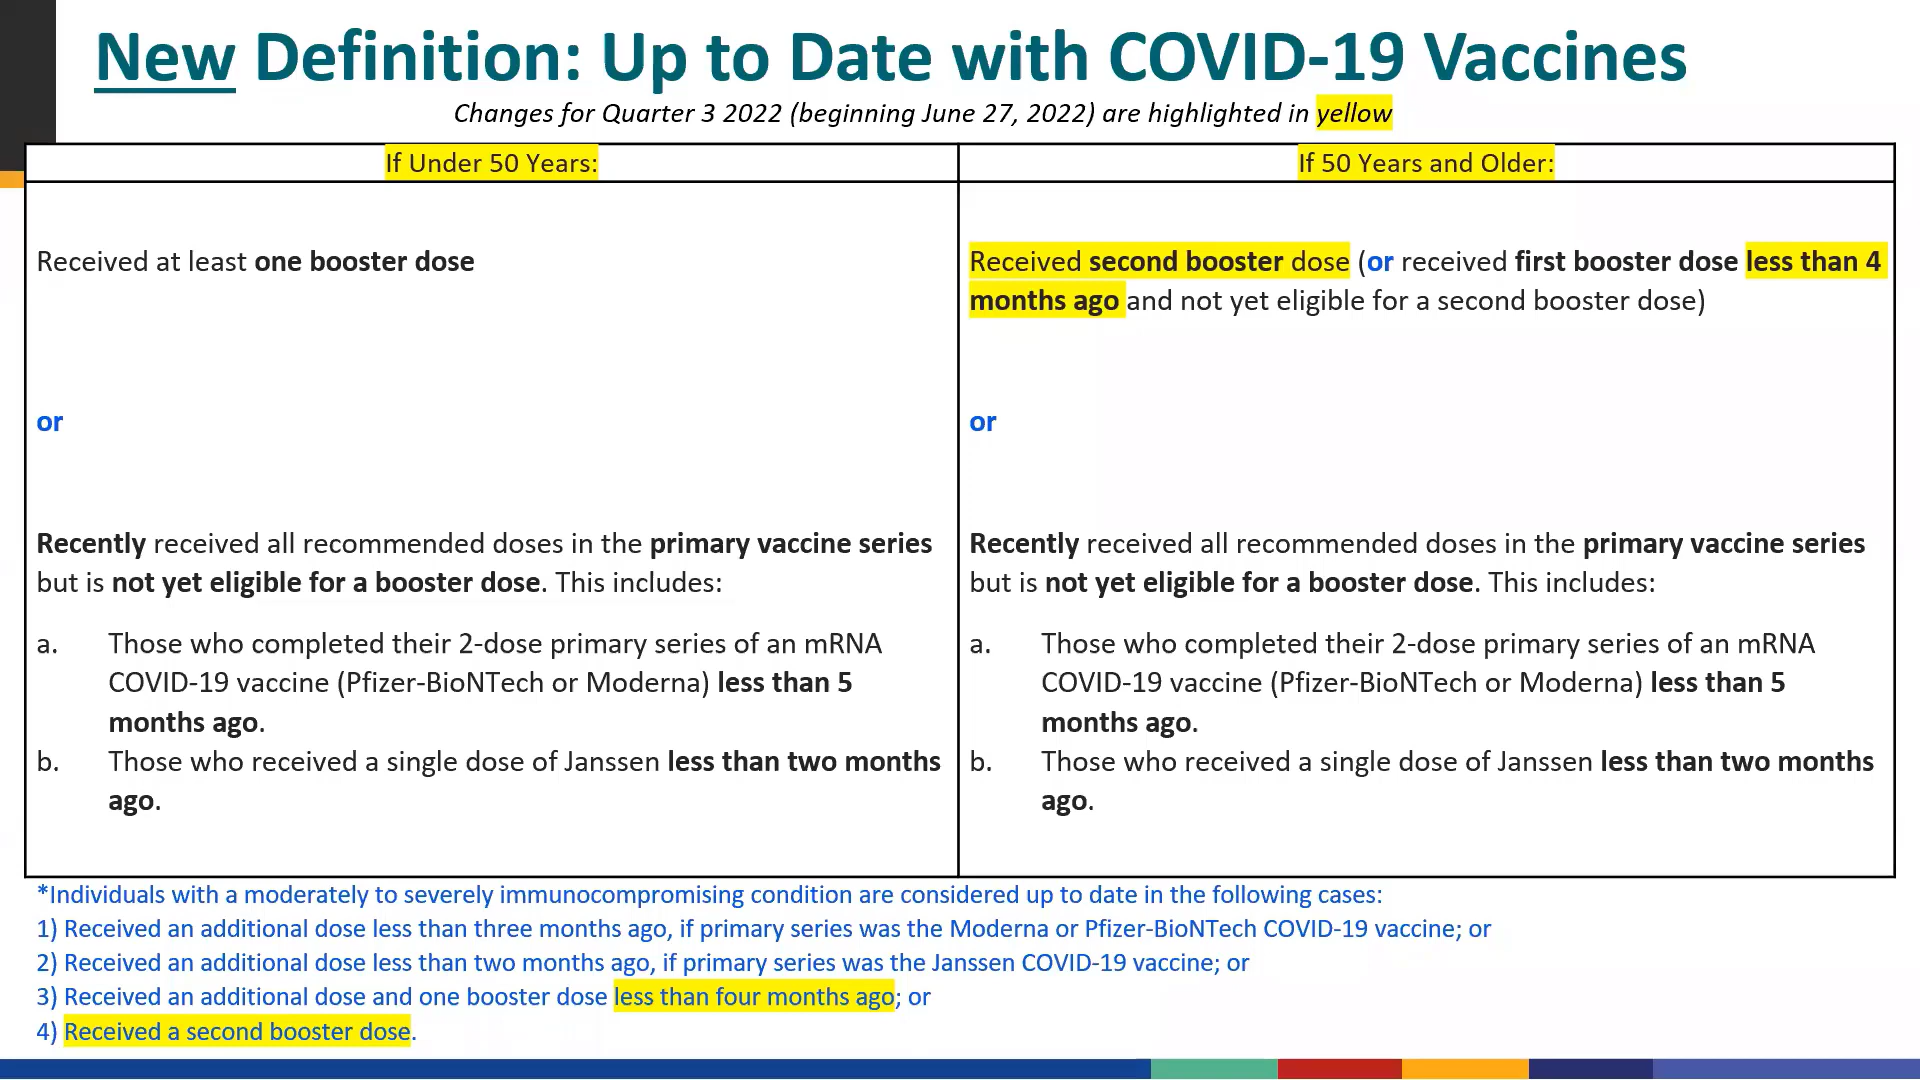 New Definition: Up to Date with COVID-19 Vaccines
Changes for Quarter 3 2022 (beginning June 27, 2022) are highlighted in yellow
If Under 50 Years:
Received at least one booster dose
or
Recently received all recommended doses in the primary vaccine series
but is not yet eligible for a booster dose. This includes:
a. Those who completed their 2-dose primary series of an mRNA
COVID-19 vaccine (Pfizer-BioNTech or Moderna) less than 5
months ago.
b. Those who received a single dose of Janssen less than two months
ago.
If 50 Years and Older:
Received second booster dose (or received first booster dose less than 4
months ago and not yet eligible for a second booster dose)
or
Recently received all recommended doses in the primary vaccine series
but is not yet eligible for a booster dose. This includes:
a. Those who completed their 2-dose primary series of an mRNA
COVID-19 vaccine (Pfizer-BioNTech or Moderna) less than 5
months ago.
b. Those who received a single dose of Janssen less than two months
ago.
*Individuals with a moderately to severely immunocompromising condition are considered up to date in the following cases:
1) Received an additional dose less than three months ago, if primary series was the Moderna or Pfizer-BioNTech COVID-19 vaccine; or
2) Received an additional dose less than two months ago, if primary series was the Janssen COVID-19 vaccine; or
3) Received an additional dose and one booster dose less than four months ago; or
4) Received a second booster dose.